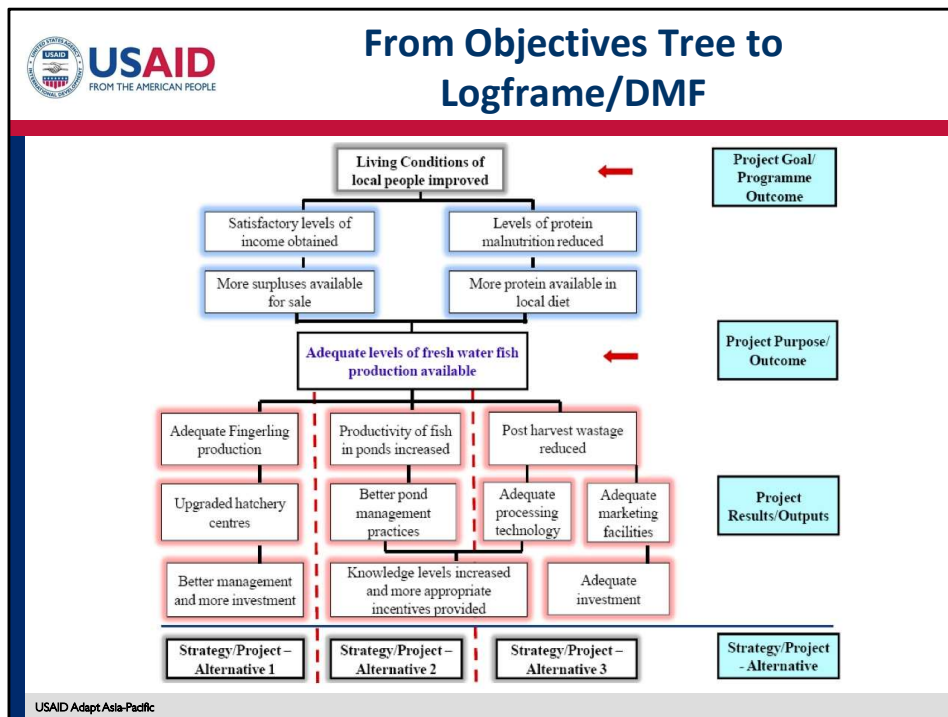 UNITED STATES AGENCY
USAID
INTERNATIONAL DEVELOPMENT
USAID
FROM THE AMERICAN PEOPLE
From Objectives Tree to
Logframe/DMF
Living Conditions of
local people improved
Project Goal/
Programme
Outcome
Satisfactory levels of
income obtained
Levels of protein
malnutrition reduced
More surpluses available
for sale
More protein available in
local diet
Adequate levels of fresh water fish
production available
Project Purpose/
Outcome
Adequate Fingerling
production
Productivity of fish
in ponds increased
Post harvest wastage
reduced
Upgraded hatchery
centres
Better pond
management
practices
Adequate
processing
technology
Adequate
marketing
facilities
Project
Results/Outputs
Better management
and more investment
Knowledge levels increased
and more appropriate
incentives provided
Adequate
investment
Strategy/Project –
Alternative 1
Strategy/Project –
Alternative 2
Strategy/Project –
Alternative 3
Strategy/Project
- Alternative
USAID Adapt Asia-Pacific